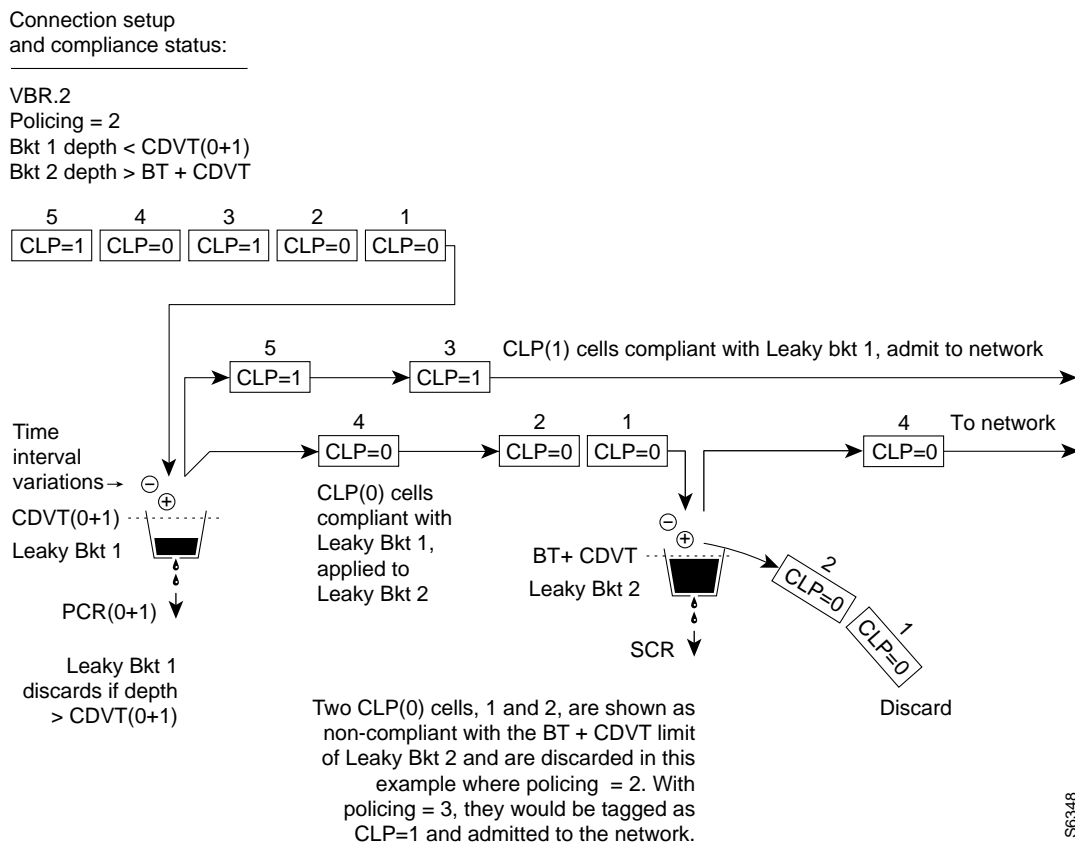 Connection setup
and compliance status:
VBR.2
Policing = 2
Bkt 1 depth < CDVT(0+1)
Bkt 2 depth > BT + CDVT
5 4 3 2 1
CLP=1 CLP=0 CLP=1 CLP=0 CLP=0
5 3 CLP(1) cells compliant with Leaky bkt 1, admit to network
CLP=1 CLP=1
4 2 1 4 To network
CLP=0 CLP=0 CLP=0 CLP=0
Time
interval
variations
− +
CDVT(0+1)
Leaky Bkt 1
PCR(0+1)
Leaky Bkt 1
discards if depth
> CDVT(0+1)
CLP(0) cells
compliant with
Leaky Bkt 1,
applied to
Leaky Bkt 2
− +
BT+ CDVT
Leaky Bkt 2
SCR
2
CLP=0
1
CLP=0
Discard
Two CLP(0) cells, 1 and 2, are shown as
non-compliant with the BT + CDVT limit
of Leaky Bkt 2 and are discarded in this
example where policing = 2. With
policing = 3, they would be tagged as
CLP=1 and admitted to the network.
S6348